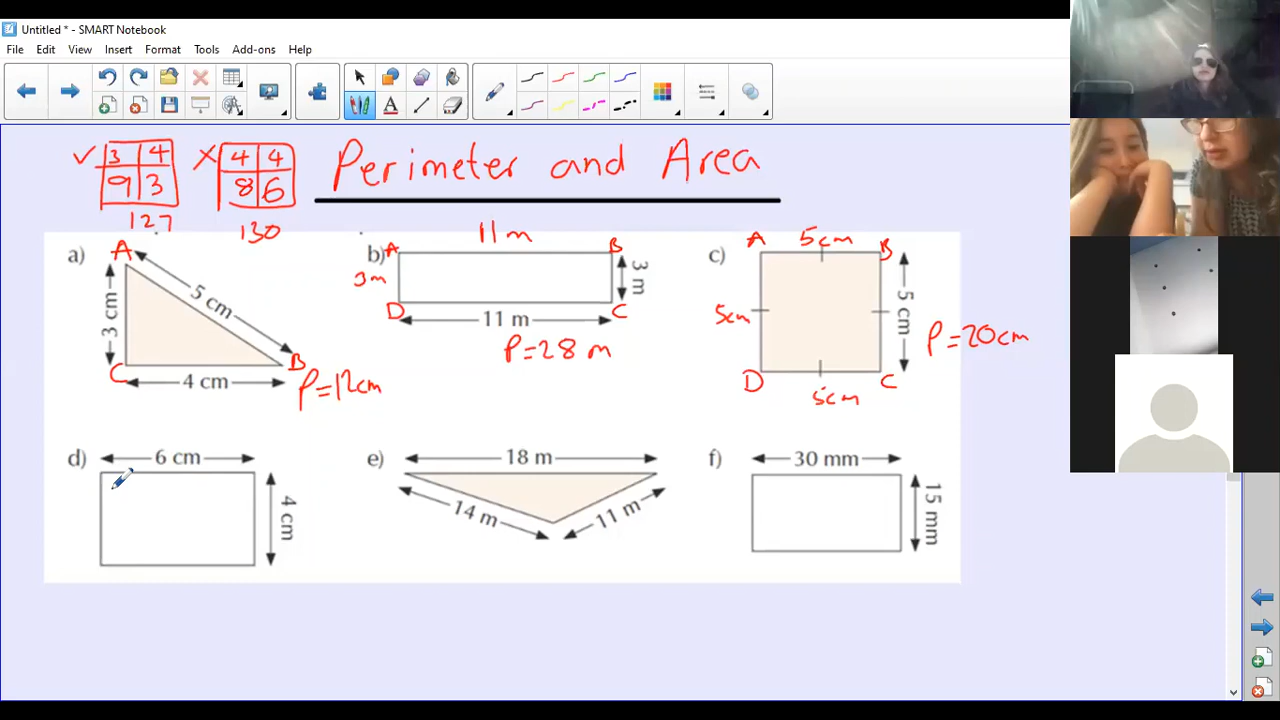 Untitled * - SMART Notebook
File Edit View Insert Format Tools Add-ons Help
✓ 3 4 X 4 4 Perimeter and Area
9 3 8 6
127 130
a) A 5 cm 3 cm C 4 cm B P=12cm
b) A 11 m B 3m 3 m D 11 m C P=28 m
c) A 5cm B 5cm 5 cm D 5cm C P=20cm
d) 6 cm 4 cm
e) 18 m 14 m 11 m
f) 30 mm 15 mm